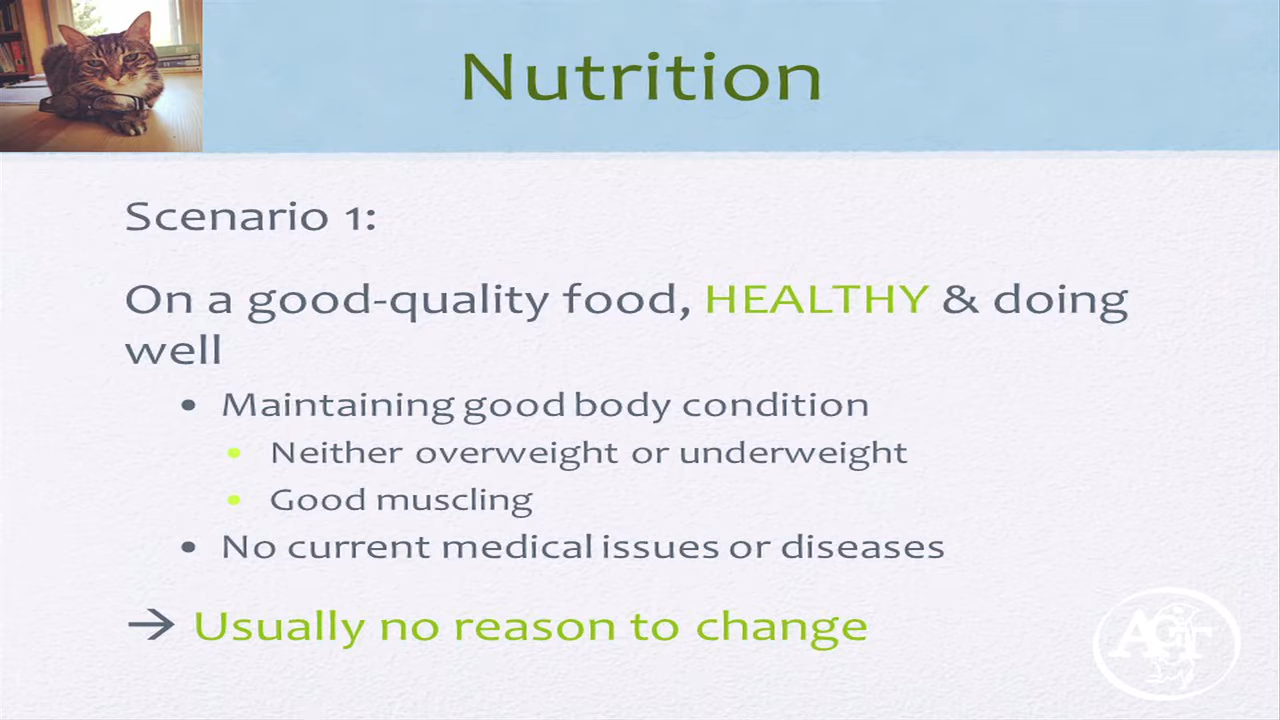 Nutrition
Scenario 1:
On a good-quality food, HEALTHY & doing
well
• Maintaining good body condition
• Neither overweight or underweight
• Good muscling
• No current medical issues or diseases
→ Usually no reason to change